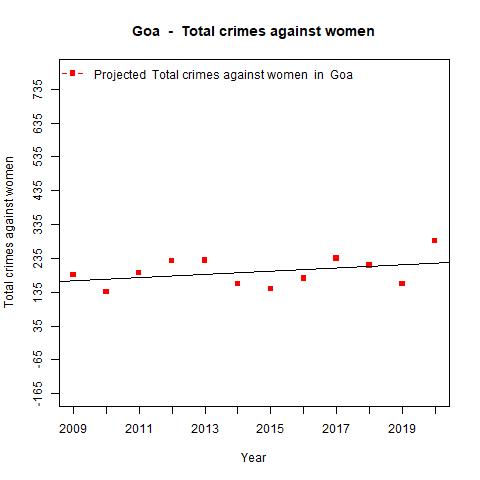 Goa - Total crimes against women
Projected Total crimes against women in Goa
Total crimes against women
735
635
535
435
335
235
135
35
-65
-165
2009 2011 2013 2015 2017 2019
Year